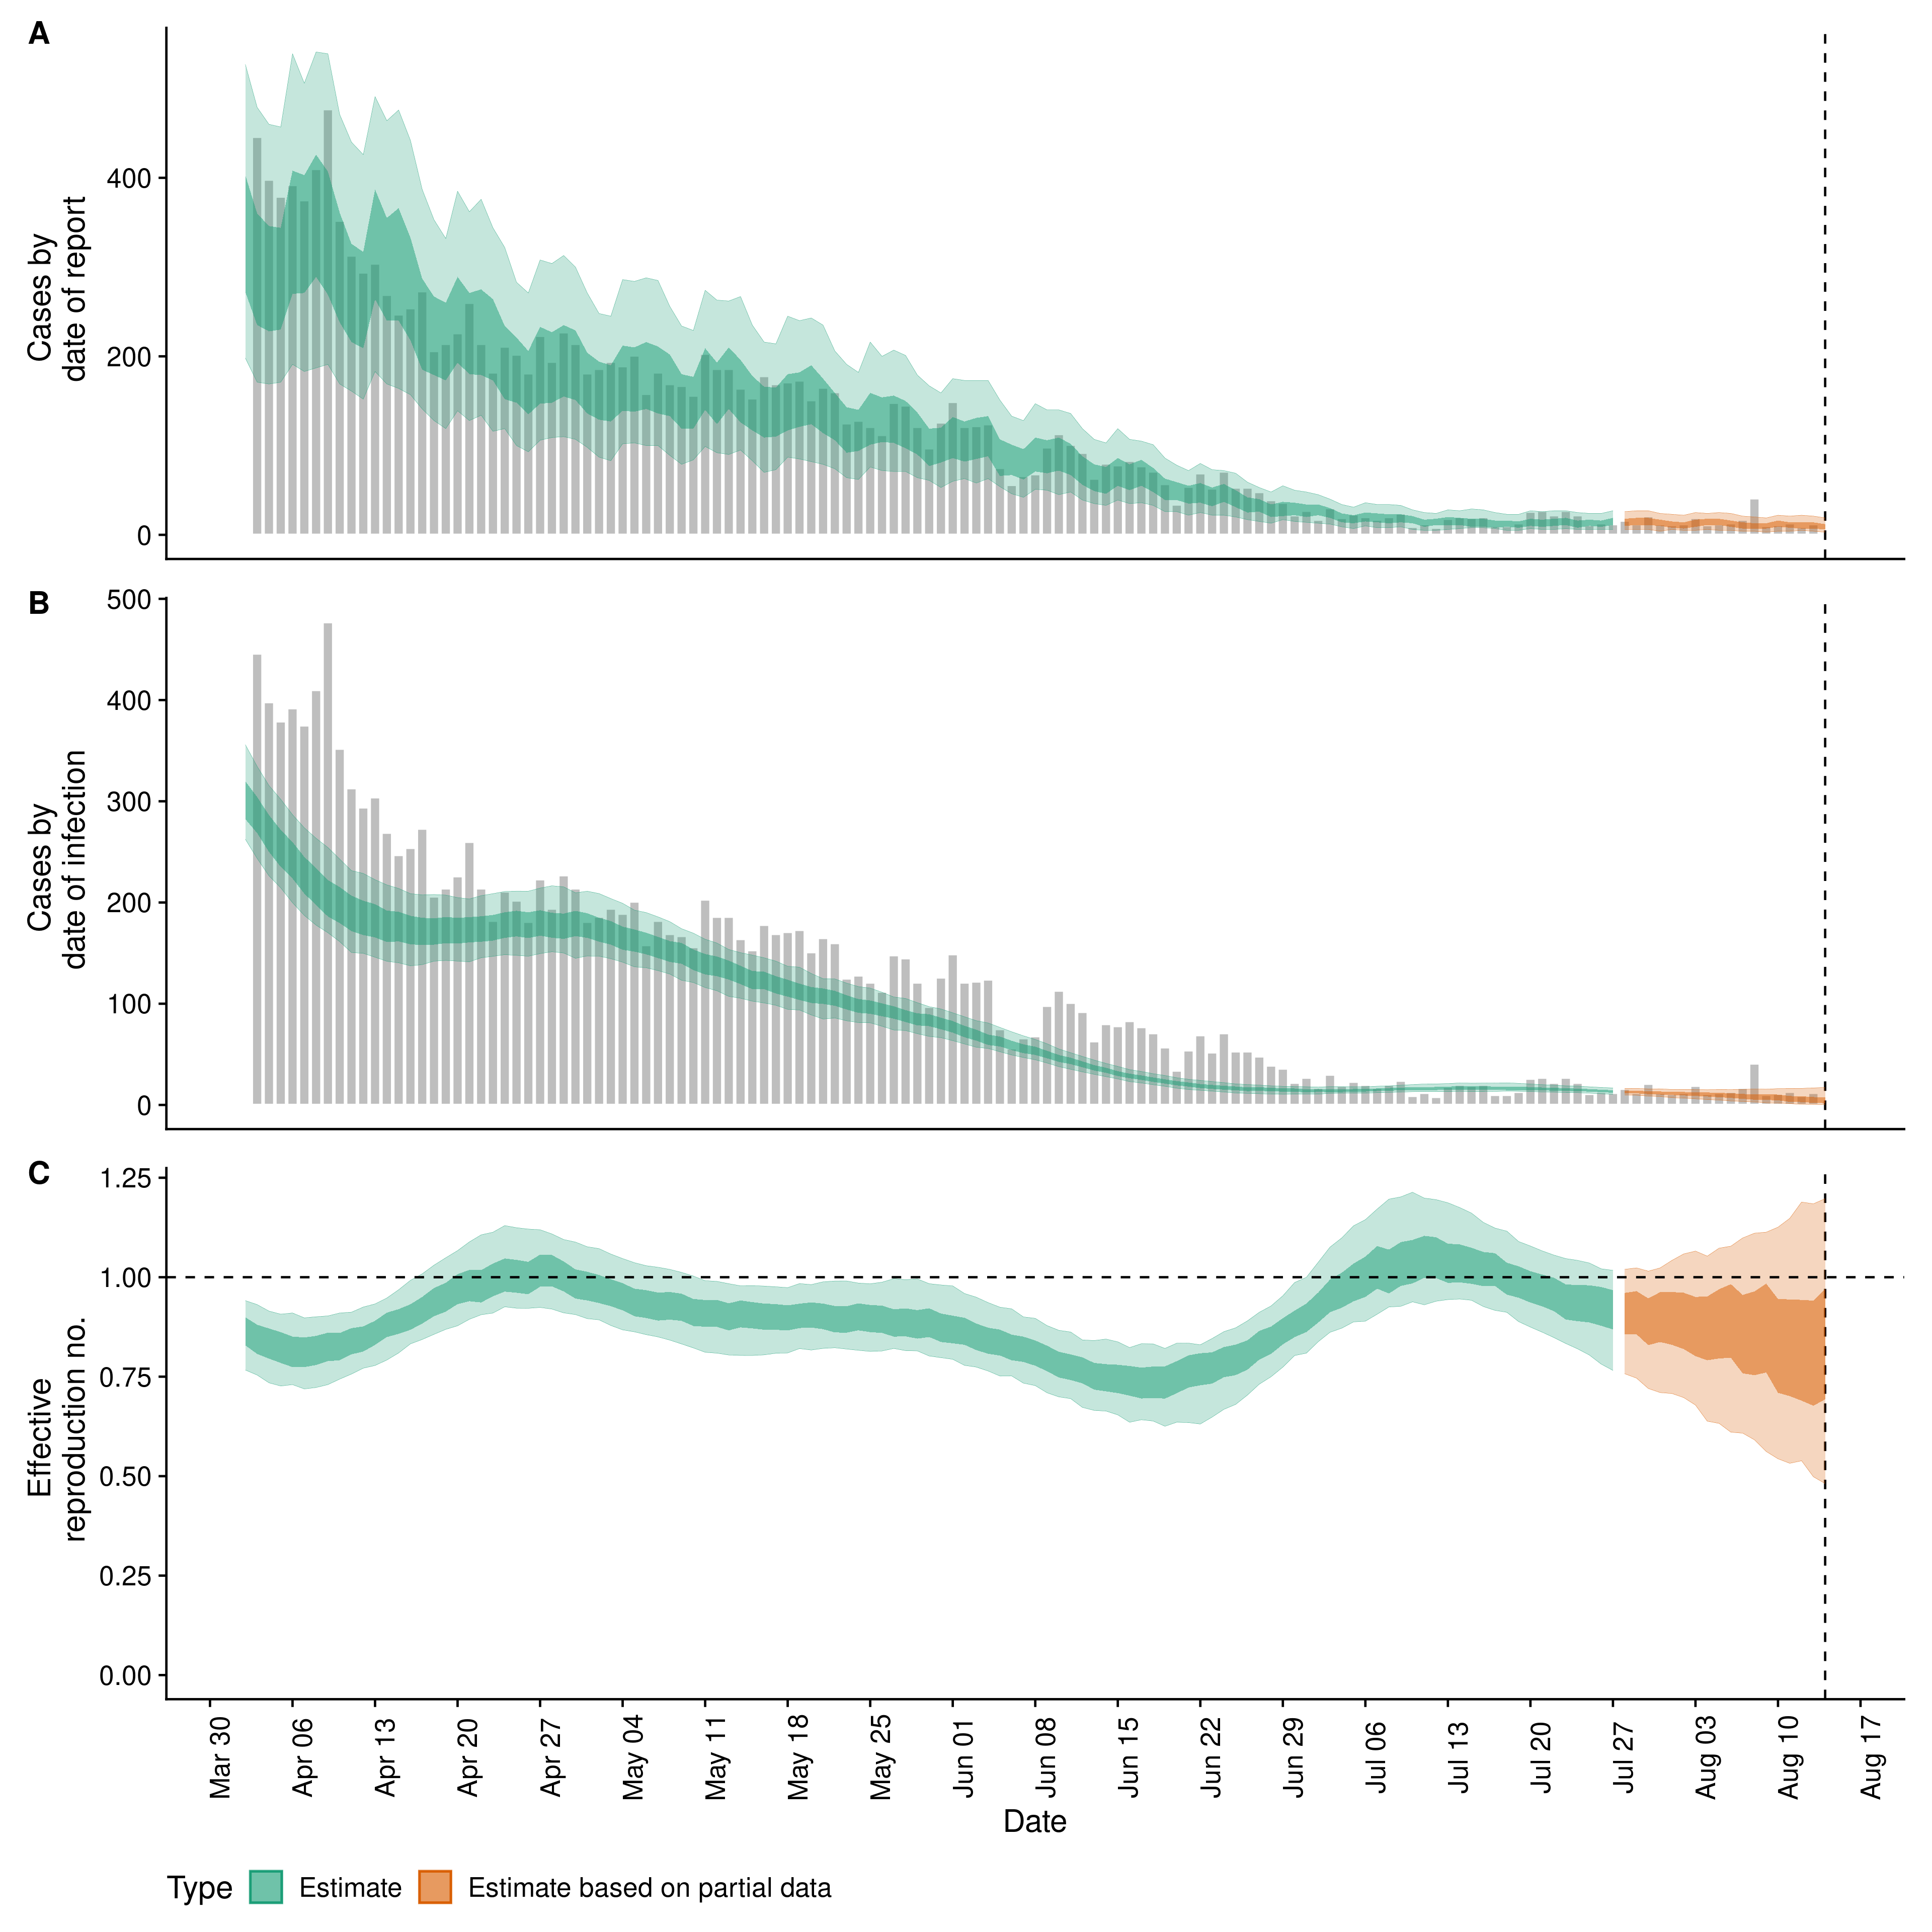 A
Cases by
date of report
400
200
0
B
Cases by
date of infection
500
400
300
200
100
0
C
Effective
reproduction no.
1.25
1.00
0.75
0.50
0.25
0.00
Mar 30
Apr 06
Apr 13
Apr 20
Apr 27
May 04
May 11
May 18
May 25
Jun 01
Jun 08
Jun 15
Jun 22
Jun 29
Jul 06
Jul 13
Jul 20
Jul 27
Aug 03
Aug 10
Aug 17
Date
Type Estimate Estimate based on partial data